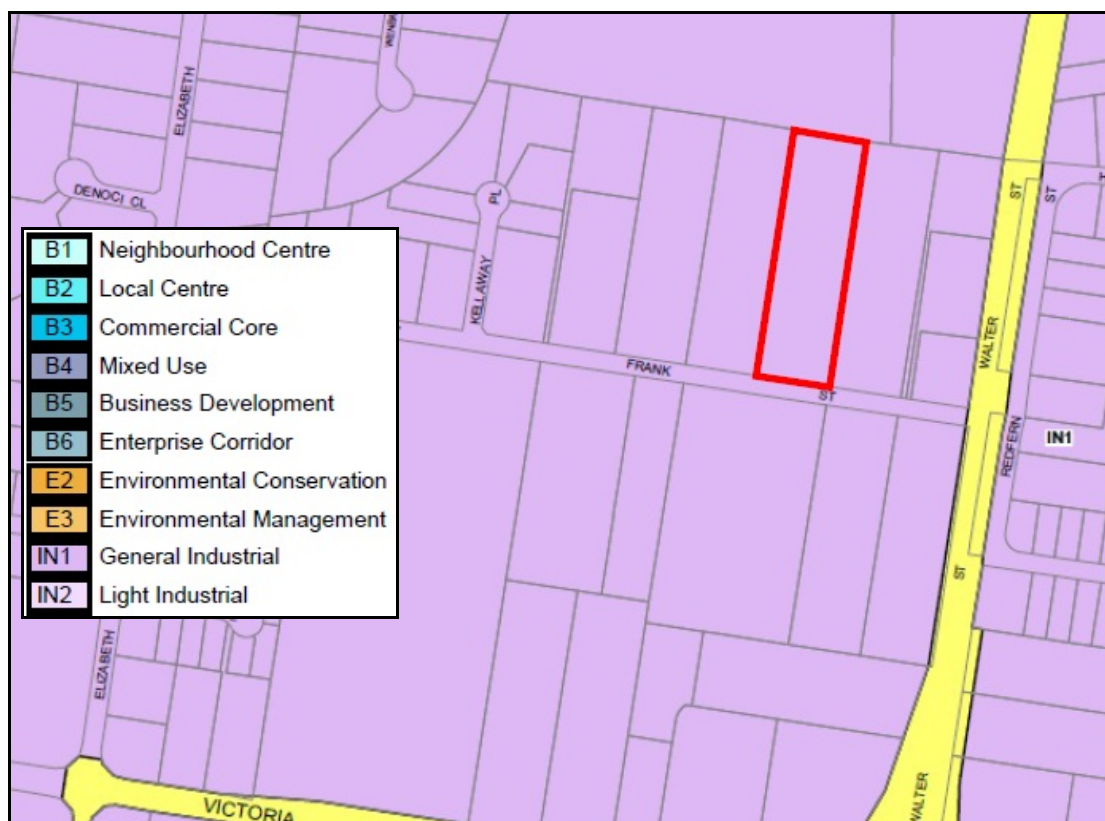 WENBAN
ELIZABETH
DENOCI CL
KELLAWAY
PL
FRANK
ST
ST
ST
WALTER
REDFERN
IN1
ST
ELIZABETH
VICTORIA
WALTER
B1 Neighbourhood Centre
B2 Local Centre
B3 Commercial Core
B4 Mixed Use
B5 Business Development
B6 Enterprise Corridor
E2 Environmental Conservation
E3 Environmental Management
IN1 General Industrial
IN2 Light Industrial